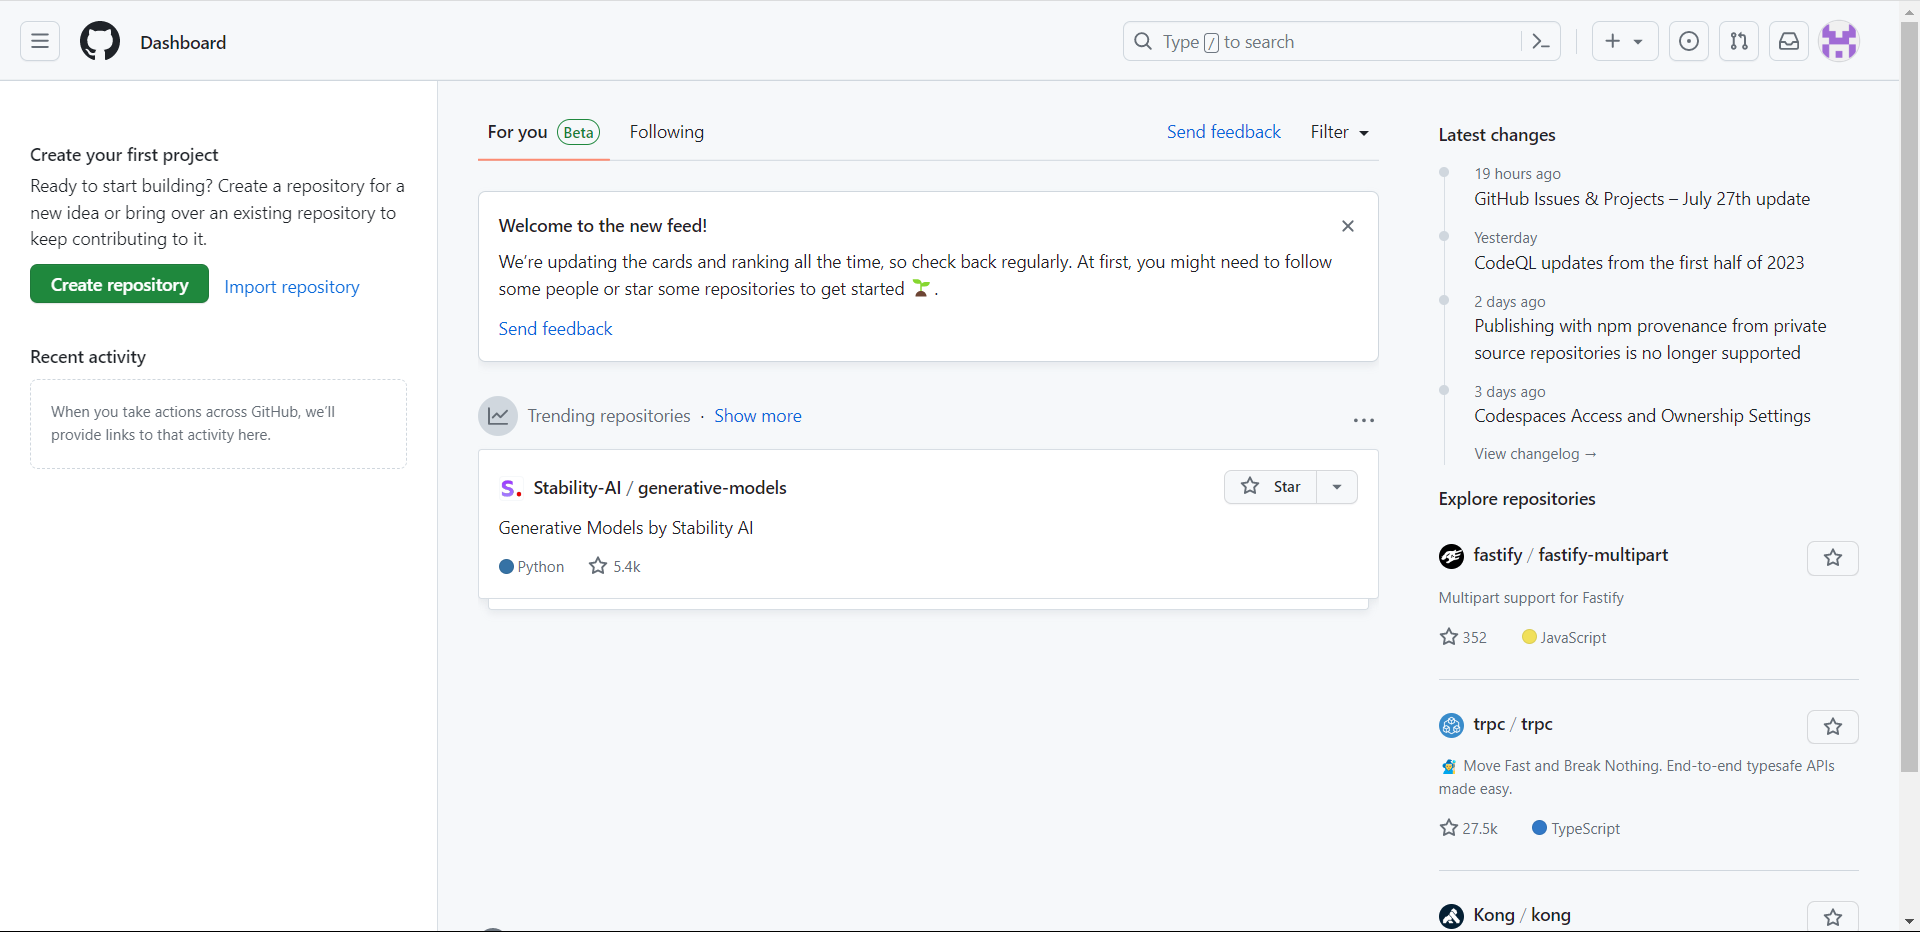 Dashboard
Type / to search
Create your first project
Ready to start building? Create a repository for a
new idea or bring over an existing repository to
keep contributing to it.
Create repository
Import repository
Recent activity
When you take actions across GitHub, we'll
provide links to that activity here.
For you Beta
Following
Send feedback
Filter
Welcome to the new feed!
We're updating the cards and ranking all the time, so check back regularly. At first, you might need to follow
some people or star some repositories to get started 🌱 .
Send feedback
Trending repositories · Show more
Stability-AI / generative-models
Star
Generative Models by Stability AI
Python
5.4k
Latest changes
19 hours ago
GitHub Issues & Projects – July 27th update
Yesterday
CodeQL updates from the first half of 2023
2 days ago
Publishing with npm provenance from private
source repositories is no longer supported
3 days ago
Codespaces Access and Ownership Settings
View changelog →
Explore repositories
fastify / fastify-multipart
Multipart support for Fastify
352
JavaScript
trpc / trpc
🧙‍♀️ Move Fast and Break Nothing. End-to-end typesafe APIs
made easy.
27.5k
TypeScript
Kong / kong